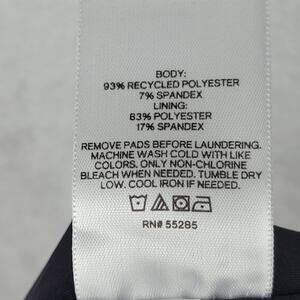 BODY:
93% RECYCLED POLYESTER
7% SPANDEX
LINING:
83% POLYESTER
17% SPANDEX
REMOVE PADS BEFORE LAUNDERING.
MACHINE WASH COLD WITH LIKE
COLORS. ONLY NON-CHLORINE
BLEACH WHEN NEEDED. TUMBLE DRY
LOW. COOL IRON IF NEEDED.
RN# 55285